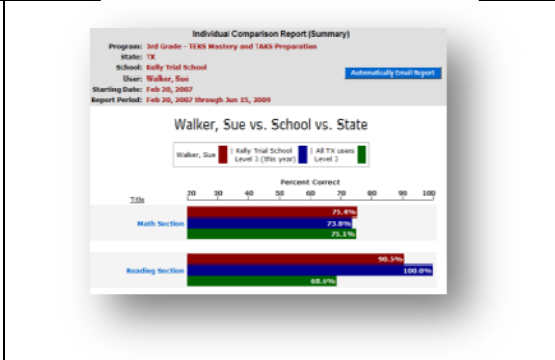 Individual Comparison Report (Summary)
Program: 3rd Grade - TEKS Mastery and TAKS Preparation
State: TX
School: Kelly Trial School
User: Walker, Sue
Automatically Email Report
Starting Date: Feb 20, 2007
Report Period: Feb 20, 2007 through Jun 15, 2009
Walker, Sue vs. School vs. State
Walker, Sue | Kelly Trial School Level 3 (this year) | All TX users Level 3
Percent Correct
Title 20 30 40 50 60 70 80 90 100
75.4%
Math Section 73.8%
75.1%
90.5%
Reading Section 100.0%
68.5%